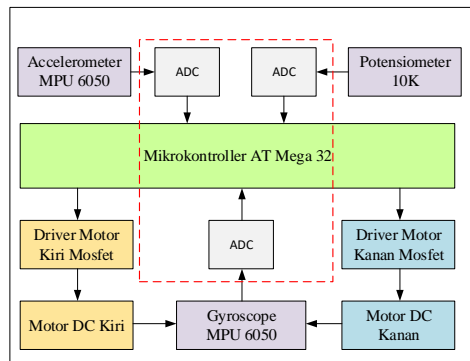 Accelerometer
MPU 6050
ADC
ADC
Potensiometer
10K
Mikrokontroller AT Mega 32
Driver Motor
Kiri Mosfet
ADC
Driver Motor
Kanan Mosfet
Motor DC Kiri
Gyroscope
MPU 6050
Motor DC
Kanan